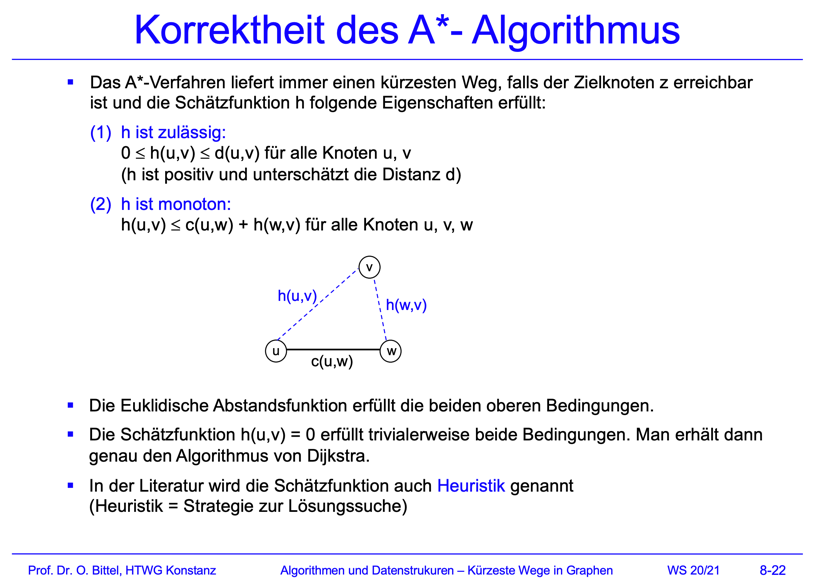 Korrektheit des A*- Algorithmus
▪ Das A*-Verfahren liefert immer einen kürzesten Weg, falls der Zielknoten z erreichbar
ist und die Schätzfunktion h folgende Eigenschaften erfüllt:
(1) h ist zulässig:
0 ≤ h(u,v) ≤ d(u,v) für alle Knoten u, v
(h ist positiv und unterschätzt die Distanz d)
(2) h ist monoton:
h(u,v) ≤ c(u,w) + h(w,v) für alle Knoten u, v, w
v
h(u,v)
h(w,v)
u
w
c(u,w)
▪ Die Euklidische Abstandsfunktion erfüllt die beiden oberen Bedingungen.
▪ Die Schätzfunktion h(u,v) = 0 erfüllt trivialerweise beide Bedingungen. Man erhält dann
genau den Algorithmus von Dijkstra.
▪ In der Literatur wird die Schätzfunktion auch Heuristik genannt
(Heuristik = Strategie zur Lösungssuche)
Prof. Dr. O. Bittel, HTWG Konstanz Algorithmen und Datenstrukuren – Kürzeste Wege in Graphen WS 20/21 8-22